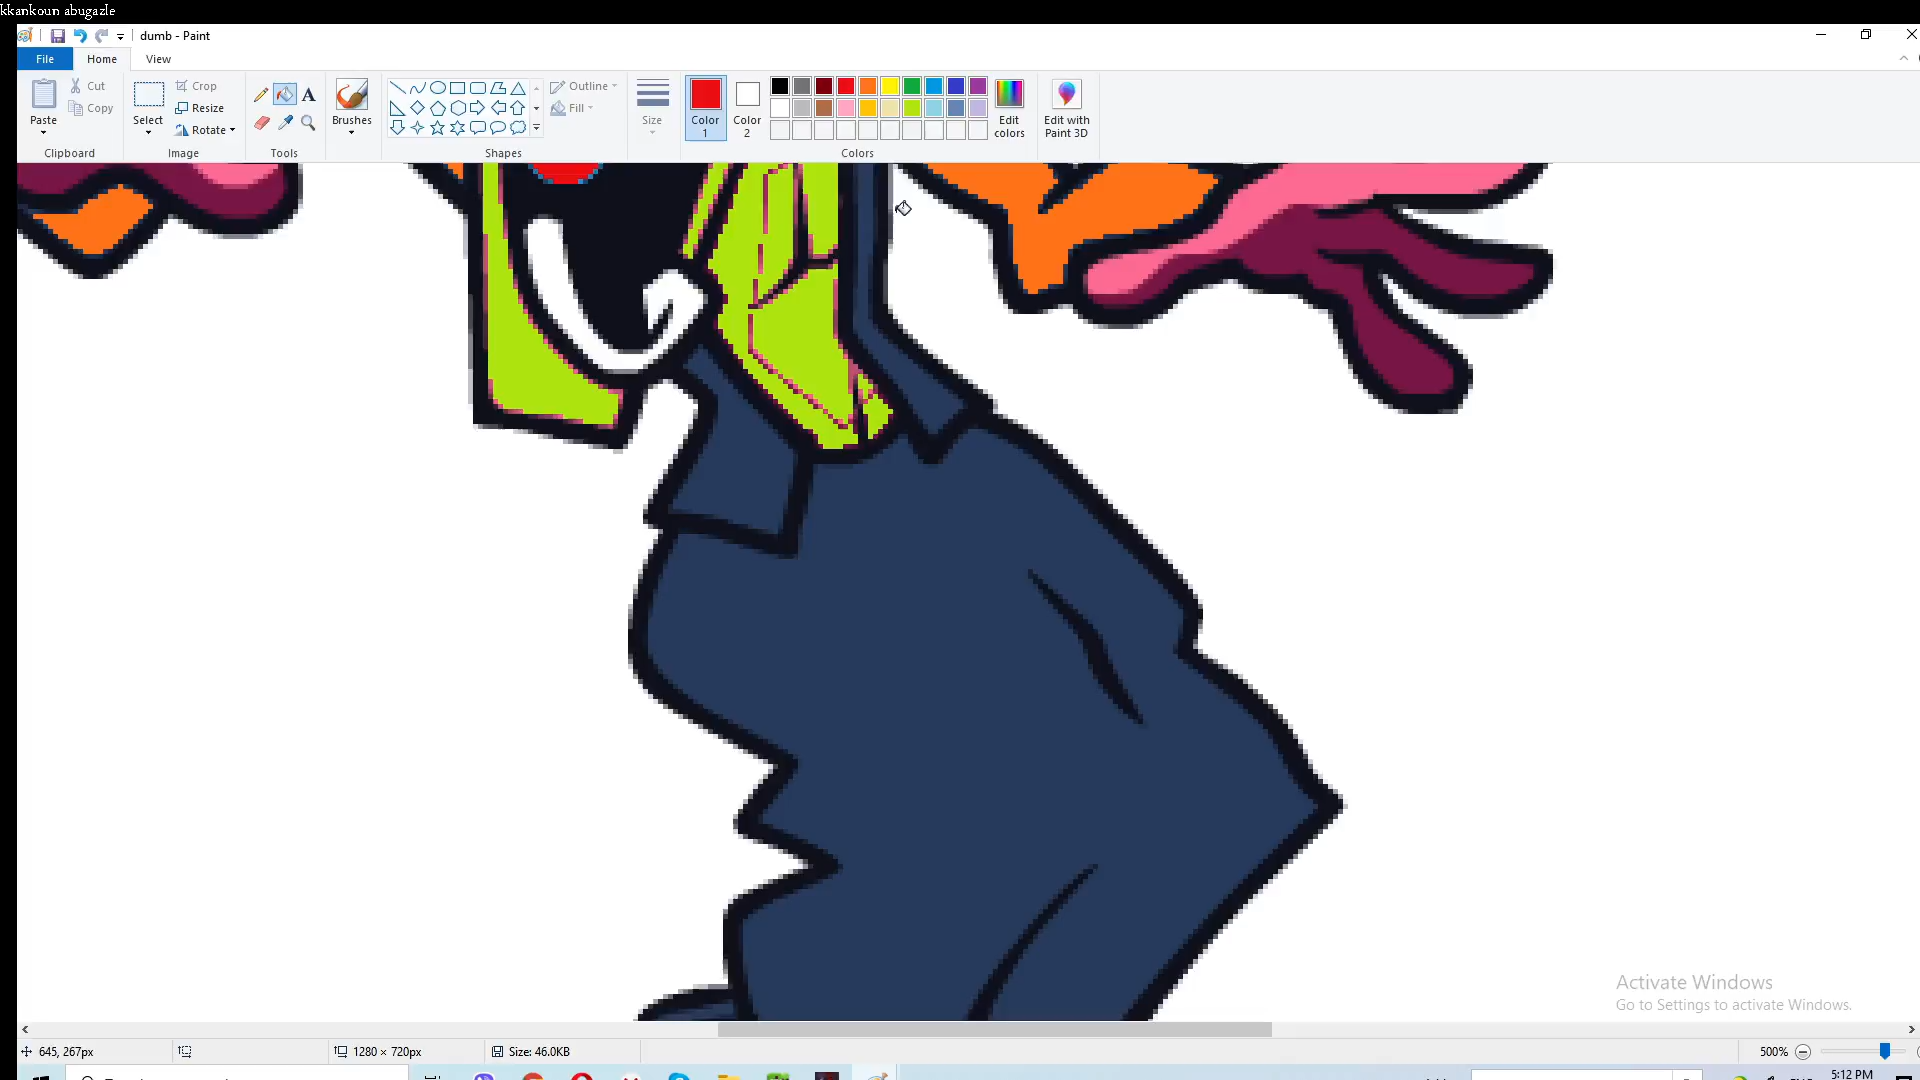 kkankoun abugazle
dumb - Paint
File Home View
Paste Cut Copy
Clipboard
Select Crop Resize Rotate
Image
A
Tools
Brushes
Outline Fill
Shapes
Size
Color 1
Color 2
Edit colors
Colors
Edit with Paint 3D
Activate Windows
Go to Settings to activate Windows.
645, 267px
1280 × 720px
Size: 46.0KB
500%
5:12 PM